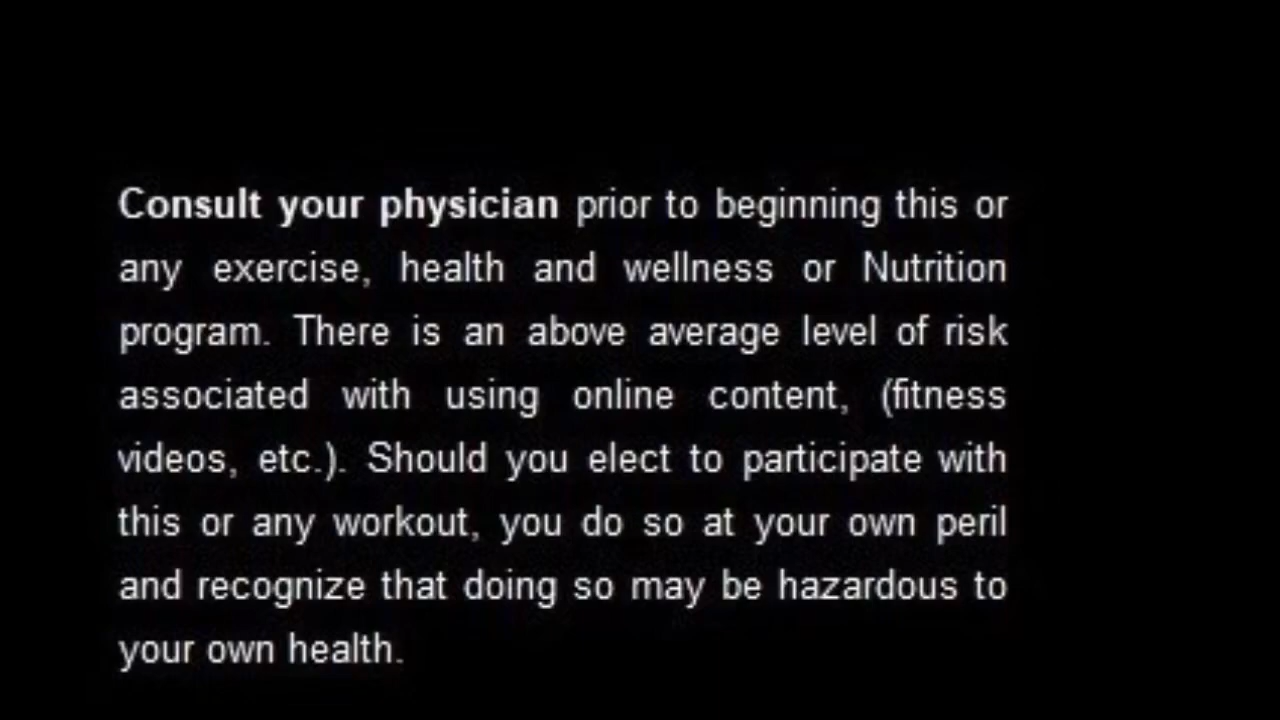 Consult your physician prior to beginning this or
any exercise, health and wellness or Nutrition
program. There is an above average level of risk
associated with using online content, (fitness
videos, etc.). Should you elect to participate with
this or any workout, you do so at your own peril
and recognize that doing so may be hazardous to
your own health.